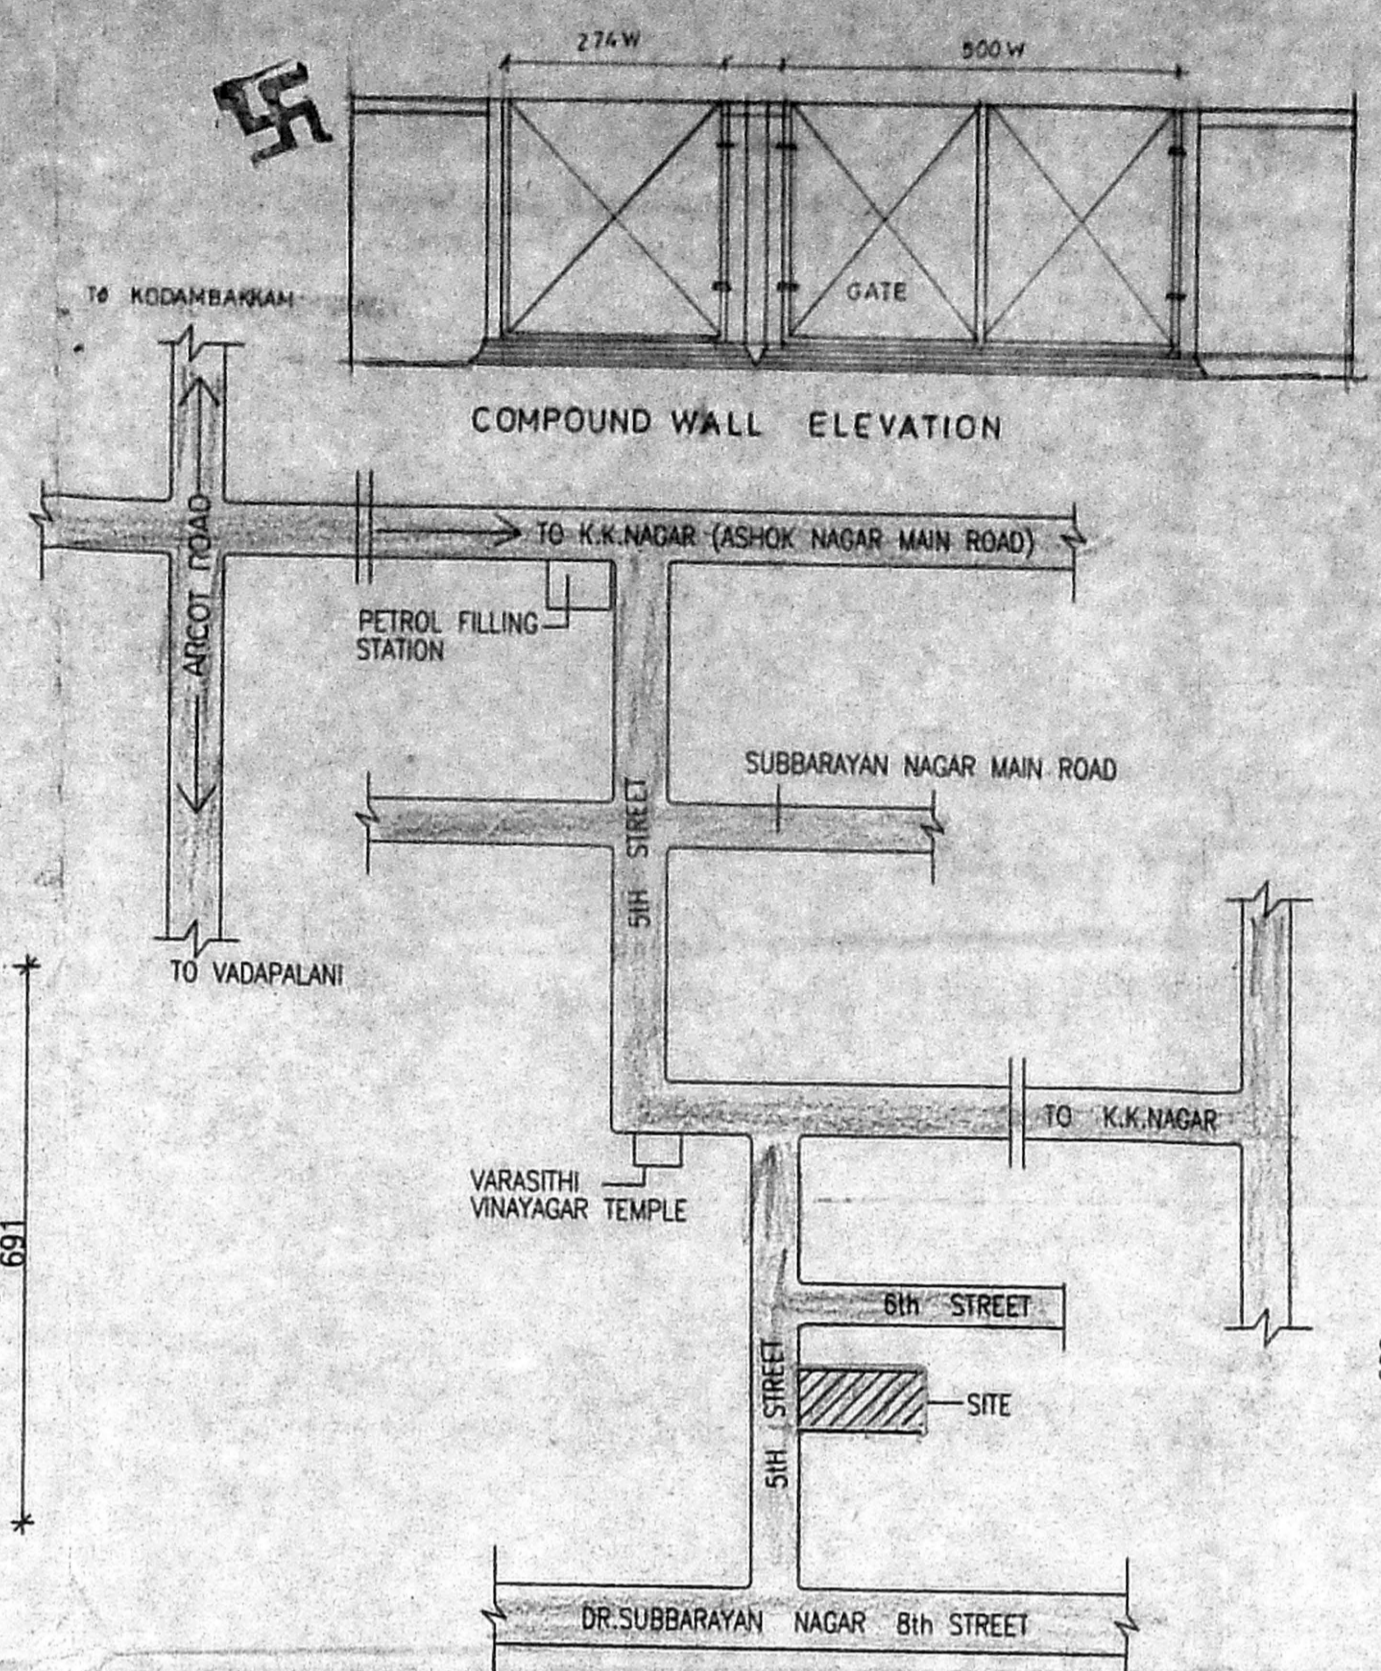 274W
900W
GATE
To KODAMBAKKAM
COMPOUND WALL ELEVATION
ARCOT ROAD
TO K.K.NAGAR (ASHOK NAGAR MAIN ROAD)
PETROL FILLING
STATION
SUBBARAYAN NAGAR MAIN ROAD
5tH STREET
TO VADAPALANI
TO K.K.NAGAR
VARASITHI
VINAYAGAR TEMPLE
691
6th STREET
5tH STREET
SITE
DR.SUBBARAYAN NAGAR 8th STREET